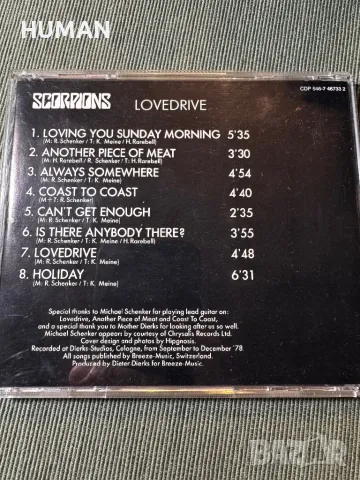 HUMAN
CDP 546-7 46733 2
SCORPIONS LOVEDRIVE
1. LOVING YOU SUNDAY MORNING 5'35
(M: R. Schenker / T: K. Meine / H. Rarebell)
2. ANOTHER PIECE OF MEAT 3'30
(M: H. Rarebell / R. Schenker / T: H. Rarebell)
3. ALWAYS SOMEWHERE 4'54
(M: R. Schenker / T: K. Meine)
4. COAST TO COAST 4'40
(M + T: R. Schenker)
5. CAN'T GET ENOUGH 2'35
(M: R. Schenker / T: K. Meine)
6. IS THERE ANYBODY THERE? 3'55
(M: R. Schenker / T: K. Meine / H. Rarebell)
7. LOVEDRIVE 4'48
(M: R. Schenker / T: K. Meine)
8. HOLIDAY 6'31
(M: R. Schenker / T: K. Meine)
Special thanks to Michael Schenker for playing lead guitar on:
Lovedrive, Another Piece of Meat and Coast To Coast,
and a special thank you to Mother Dierks for looking after us so well.
Michael Schenker appears by courtesy of Chrysalis Records Ltd.
Cover design and photos by Hipgnosis.
Recorded at Dierks-Studios, Cologne, from September to December '78.
All songs published by Breeze-Music, Switzerland.
Produced by Dieter Dierks for Breeze-Music.
BAZAR
bg